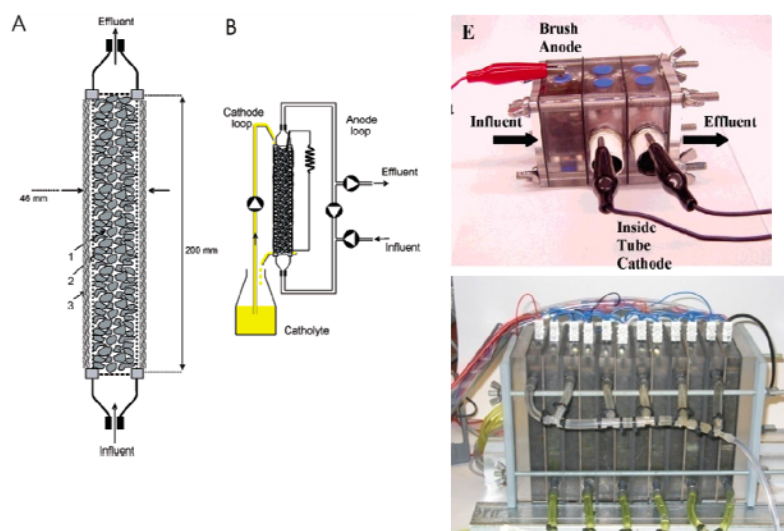 A
Effluent
46 mm
1
2
3
200 mm
Influent
B
Cathode
loop
Anode
loop
Effluent
Influent
Catholyte
E
Brush
Anode
Influent
Effluent
Inside
Tube
Cathode